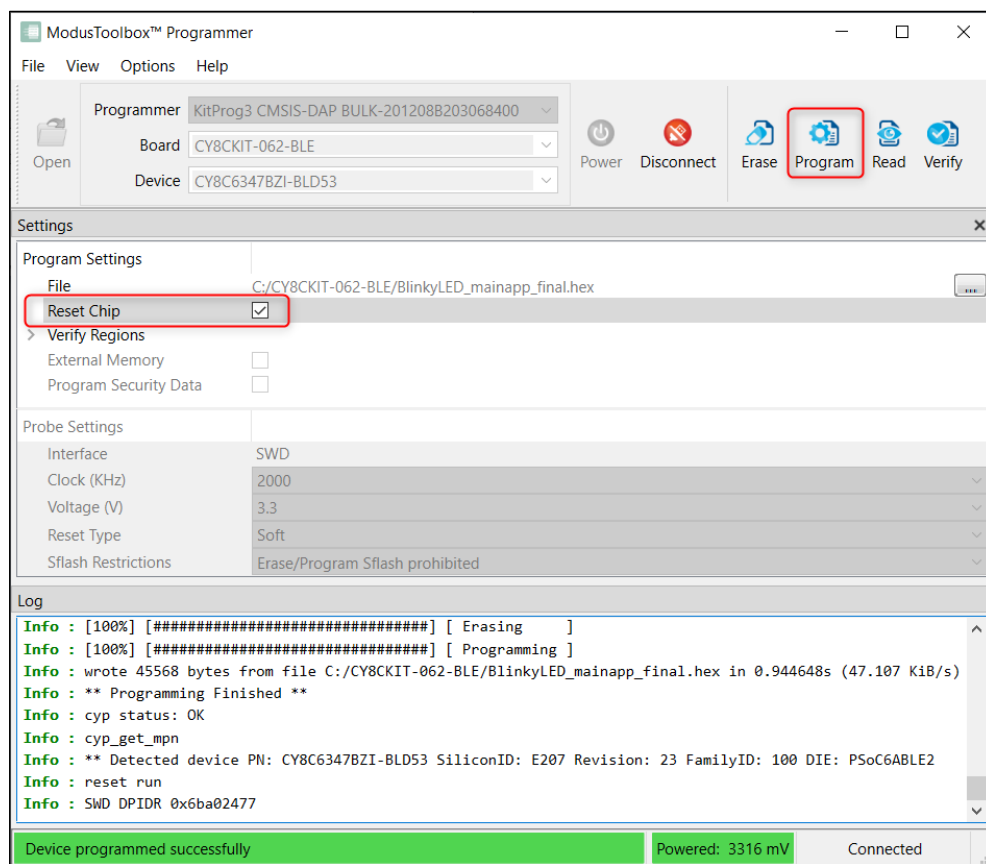 ModusToolbox™ Programmer
File View Options Help
Open
Programmer KitProg3 CMSIS-DAP BULK-201208B203068400
Board CY8CKIT-062-BLE
Device CY8C6347BZI-BLD53
Power Disconnect Erase Program Read Verify
Settings
Program Settings
File C:/CY8CKIT-062-BLE/BlinkyLED_mainapp_final.hex ...
Reset Chip
Verify Regions
External Memory
Program Security Data
Probe Settings
Interface SWD
Clock (KHz) 2000
Voltage (V) 3.3
Reset Type Soft
Sflash Restrictions Erase/Program Sflash prohibited
Log
Info : [100%] [################################] [ Erasing     ]
Info : [100%] [################################] [ Programming ]
Info : wrote 45568 bytes from file C:/CY8CKIT-062-BLE/BlinkyLED_mainapp_final.hex in 0.944648s (47.107 KiB/s)
Info : ** Programming Finished **
Info : cyp status: OK
Info : cyp_get_mpn
Info : ** Detected device PN: CY8C6347BZI-BLD53 SiliconID: E207 Revision: 23 FamilyID: 100 DIE: PSoC6ABLE2
Info : reset run
Info : SWD DPIDR 0x6ba02477
Device programmed successfully Powered: 3316 mV Connected